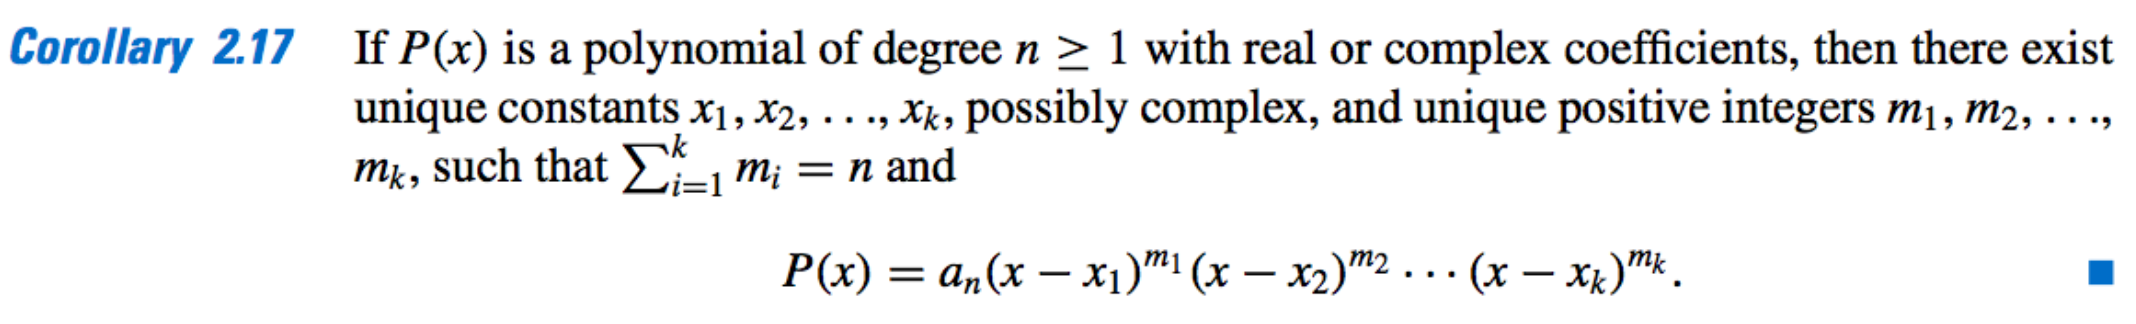 Corollary 2.17 If P(x) is a polynomial of degree n ≥ 1 with real or complex coefficients, then there exist
unique constants x₁, x₂, . . ., xₖ, possibly complex, and unique positive integers m₁, m₂, . . .,
mₖ, such that ∑ᵢ₌₁ᵏ mᵢ = n and
P(x) = aₙ(x − x₁)^{m₁}(x − x₂)^{m₂} · · · (x − xₖ)^{mₖ}. ■